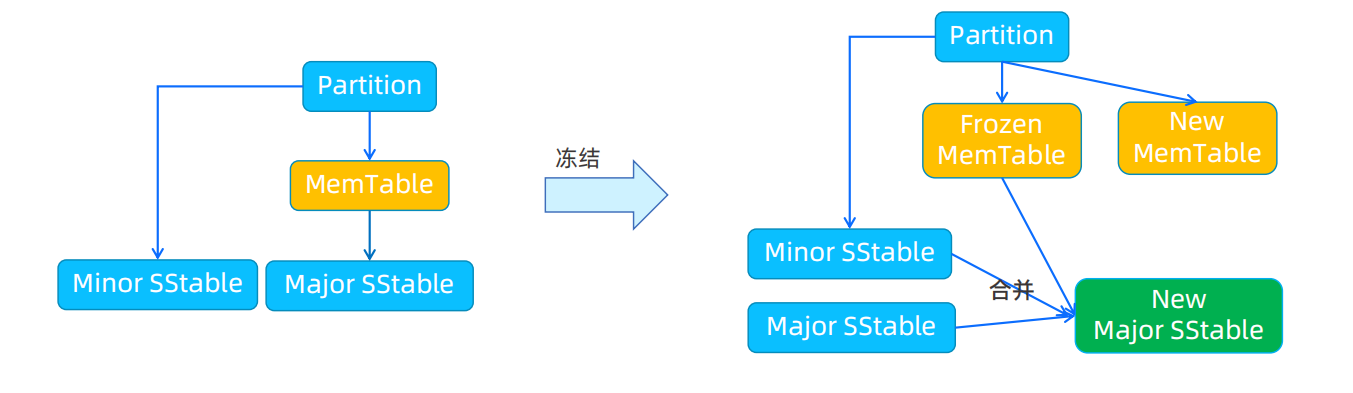 Partition
MemTable
Minor SStable
Major SStable
冻结
Partition
Frozen
MemTable
New
MemTable
Minor SStable
Major SStable
合并
New
Major SStable